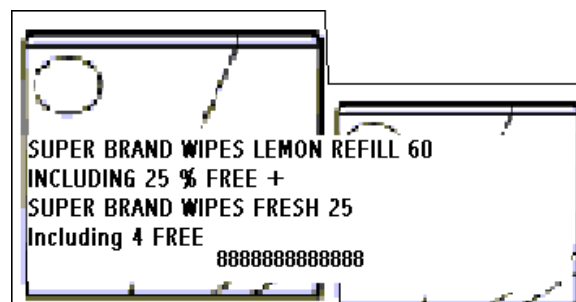 SUPER BRAND WIPES LEMON REFILL 60
INCLUDING 25 % FREE +
SUPER BRAND WIPES FRESH 25
Including 4 FREE
8888888888888